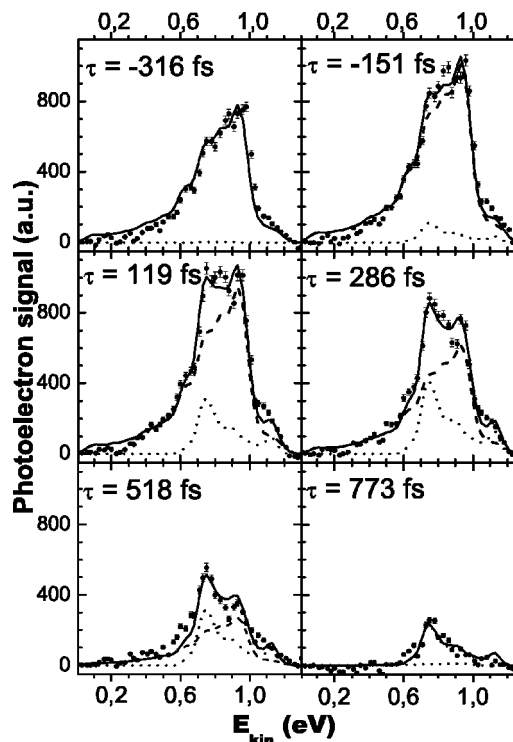 0,2 0,6 1,0 0,2 0,6 1,0
τ = -316 fs
τ = -151 fs
800
400
0
τ = 119 fs
τ = 286 fs
800
400
0
τ = 518 fs
τ = 773 fs
800
400
0
Photoelectron signal (a.u.)
0,2 0,6 1,0 0,2 0,6 1,0
E_kin (eV)